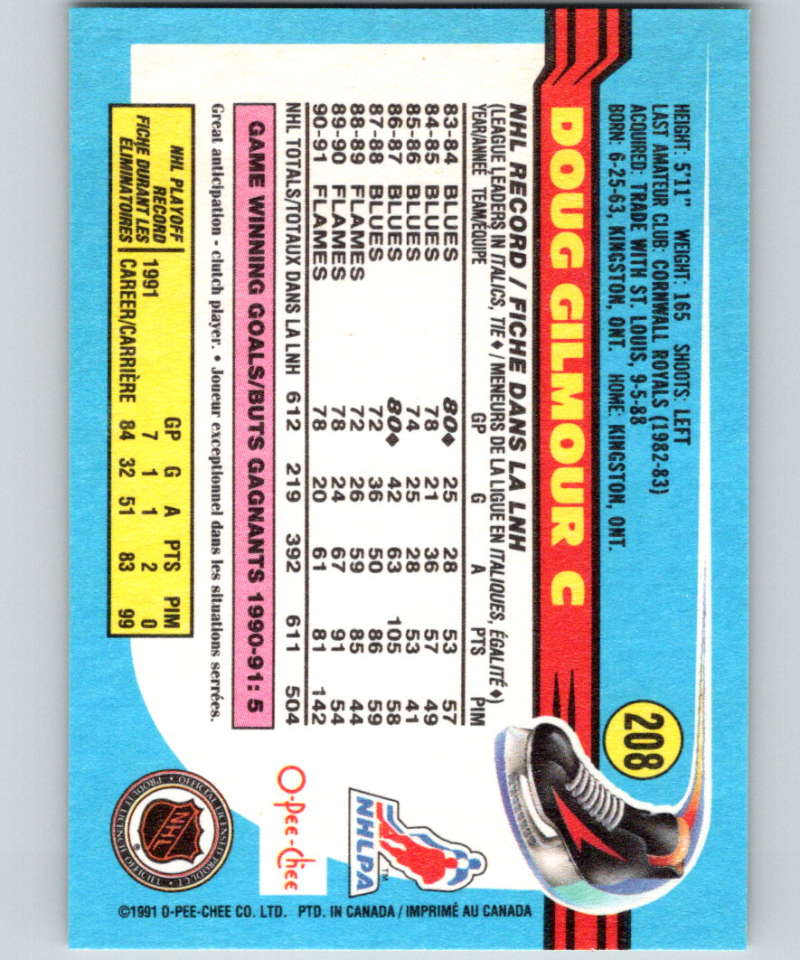 208
HEIGHT: 5'11" WEIGHT: 165 SHOOTS: LEFT
LAST AMATEUR CLUB: CORNWALL ROYALS (1982-83)
ACQUIRED: TRADE WITH ST. LOUIS, 9-5-88
BORN: 6-25-63, KINGSTON, ONT. HOME: KINGSTON, ONT.
DOUG GILMOUR C
NHL RECORD / FICHE DANS LA LNH
(LEAGUE LEADERS IN ITALICS, TIE ♦ / MENEURS DE LA LIGUE EN ITALIQUES, ÉGALITÉ ♦)
YEAR/ANNÉE TEAM/ÉQUIPE GP G A PTS PIM
83-84 BLUES 80♦ 25 28 53 57
84-85 BLUES 78 21 36 57 49
85-86 BLUES 74 25 28 53 41
86-87 BLUES 80♦ 42 63 105 58
87-88 BLUES 72 36 50 86 59
88-89 FLAMES 72 26 59 85 44
89-90 FLAMES 78 24 67 91 54
90-91 FLAMES 78 20 61 81 142
NHL TOTALS/TOTAUX DANS LA LNH 612 219 392 611 504
GAME WINNING GOALS/BUTS GAGNANTS 1990-91: 5
Great anticipation - clutch player. • Joueur exceptionnel dans les situations serrées.
NHL PLAYOFF
RECORD
FICHE DURANT LES
ÉLIMINATOIRES
GP G A PTS PIM
1991 7 1 1 2 0
CAREER/CARRIÈRE 84 32 51 83 99
NHLPA™
O-Pee-Chee
NHL
®
OFFICIAL LICENSED PRODUCT •
PRODUIT LICENCIÉ OFFICIEL •
©1991 O-PEE-CHEE CO. LTD. PTD. IN CANADA / IMPRIMÉ AU CANADA